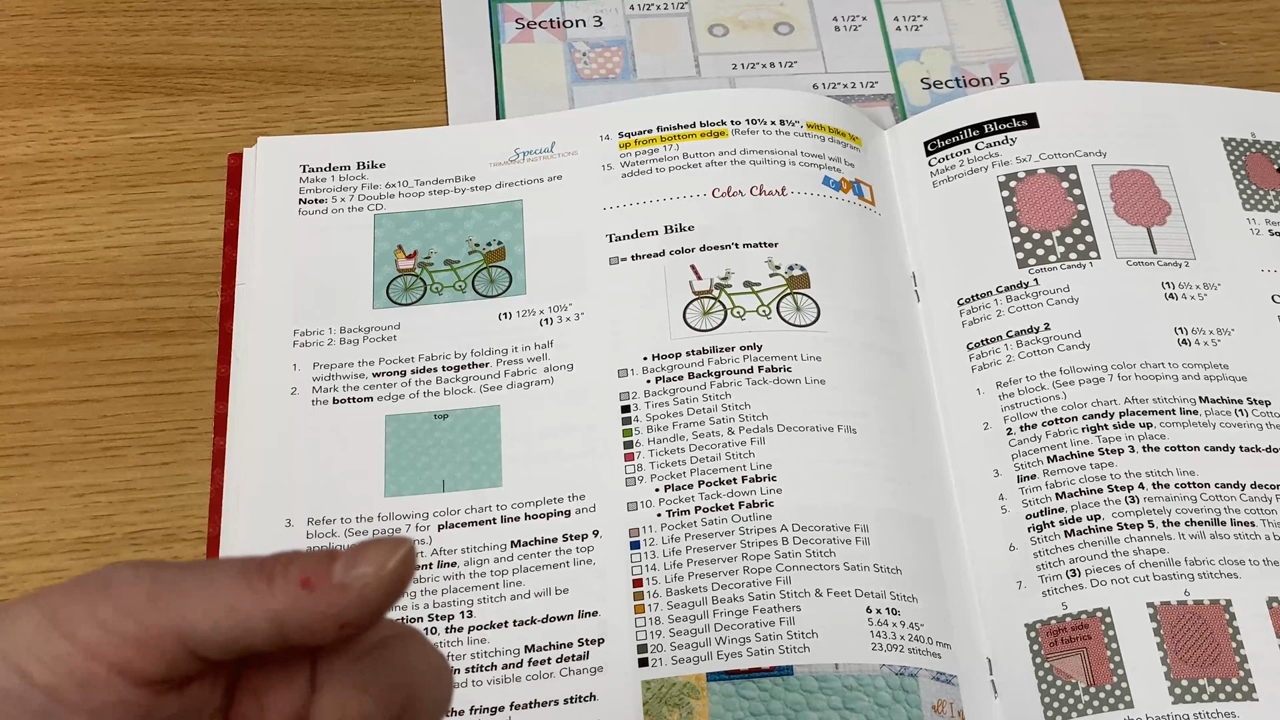 Section 3
4 1/2"x 2 1/2"
4 1/2"x
8 1/2"
4 1/2"x
4 1/2"
2 1/2"x 8 1/2"
6 1/2"x 2 1/2"
Section 5
Tandem Bike
Make 1 block.
Embroidery File: 6x10_TandemBike
Note: 5 x 7 Double hoop step-by-step directions are
found on the CD.
Special
TRIMMING INSTRUCTIONS
Fabric 1: Background (1) 12½ x 10½"
Fabric 2: Bag Pocket (1) 3 x 3"
1. Prepare the Pocket Fabric by folding it in half
widthwise, wrong sides together. Press well.
2. Mark the center of the Background Fabric along
the bottom edge of the block. (See diagram)
top
3. Refer to the following color chart to complete the
block. (See page 7 for placement line hooping and
art. After stitching Machine Step 9,
ent line, align and center the top
abric with the top placement line,
ng the placement line.
ne is a basting stitch and will be
ction Step 13.
10, the pocket tack-down line.
stitch line.
fter stitching Machine Step
in stitch and feet detail
ad to visible color. Change
the fringe feathers stitch.
14. Square finished block to 10½ x 8½", with bike ¼"
up from bottom edge. (Refer to the cutting diagram
on page 17.)
15. Watermelon Button and dimensional towel will be
added to pocket after the quilting is complete.
Color Chart
Tandem Bike
= thread color doesn't matter
• Hoop stabilizer only
1. Background Fabric Placement Line
• Place Background Fabric
2. Background Fabric Tack-down Line
3. Tires Satin Stitch
4. Spokes Detail Stitch
5. Bike Frame Satin Stitch
6. Handle, Seats, & Pedals Decorative Fills
7. Tickets Decorative Fill
8. Tickets Detail Stitch
9. Pocket Placement Line
• Place Pocket Fabric
10. Pocket Tack-down Line
• Trim Pocket Fabric
11. Pocket Satin Outline
12. Life Preserver Stripes A Decorative Fill
13. Life Preserver Stripes B Decorative Fill
14. Life Preserver Rope Satin Stitch
15. Life Preserver Rope Connectors Satin Stitch
16. Baskets Decorative Fill
17. Seagull Beaks Satin Stitch & Feet Detail Stitch
18. Seagull Fringe Feathers
19. Seagull Decorative Fill
20. Seagull Wings Satin Stitch
21. Seagull Eyes Satin Stitch
6 x 10:
5.64 x 9.45"
143.3 x 240.0 mm
23,092 stitches
Chenille Blocks
Cotton Candy
Make 2 blocks.
Embroidery File: 5x7_CottonCandy
Cotton Candy 1
Cotton Candy 2
Cotton Candy 1
Fabric 1: Background (1) 6½ x 8½"
Fabric 2: Cotton Candy (4) 4 x 5"
Cotton Candy 2
Fabric 1: Background (1) 6½ x 8½"
Fabric 2: Cotton Candy (4) 4 x 5"
1. Refer to the following color chart to complete
the block. (See page 7 for hooping and applique
instructions.)
2. Follow the color chart. After stitching Machine Step
2, the cotton candy placement line, place (1) Cotto
Candy Fabric right side up, completely covering the
placement line. Tape in place.
3. Stitch Machine Step 3, the cotton candy tack-do
line. Remove tape.
4. Trim fabric close to the stitch line.
5. Stitch Machine Step 4, the cotton candy decor
outline, place the (3) remaining Cotton Candy F
right side up, completely covering the cotton
6. Stitch Machine Step 5, the chenille lines. Thi
stitches chenille channels. It will also stitch a b
stitch around the shape.
7. Trim (3) pieces of chenille fabric close to the
stitches. Do not cut basting stitches.
5
6
right side
of fabrics
the basting stitches.
8
11. Re
12. So
C
all I